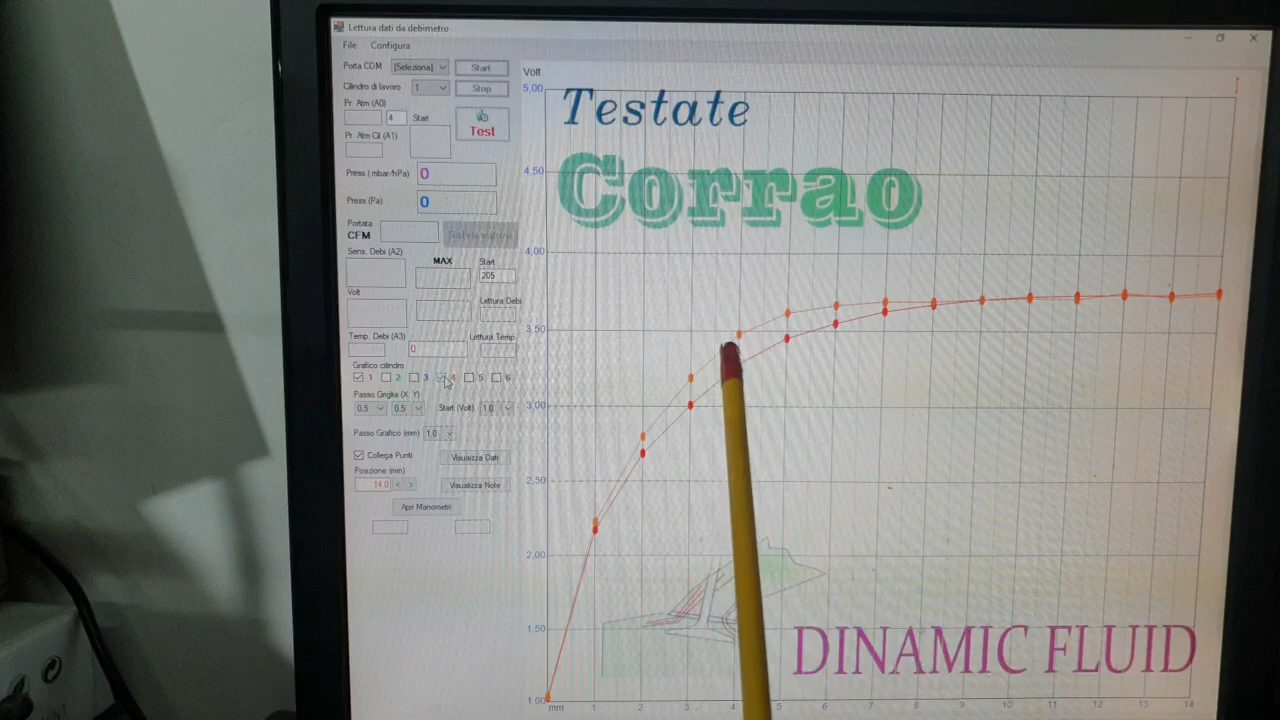 Lettura dati da debimetro
File Configura
Porta COM [Seleziona] Start
Cilindro di lavoro 1 Stop
Pr. Atm (A0)
4 Start
Test
Pr. Atm Cil (A1)
Press. (mbar/hPa) 0
Press. (Pa) 0
Portata
CFM Salva valori
Sens. Debi (A2)
MAX Start
205
Volt Lettura Debi
Temp. Debi (A3) Lettura Temp
0
Grafico cilindro
1 2 3 4 5 6
Passo Griglia (X, Y)
0.5 0.5 Start (Volt) 1.0
Passo Grafico (mm) 1.0
Collega Punti Visualizza Dati
Posizione (mm)
14.0 < > Visualizza Note
Apri Manometri
Volt
5,00
4,50
4,00
3,50
3,00
2,50
2,00
1,50
1,00
Testate
Corrao
DINAMIC FLUID
mm 1 2 3 4 5 6 7 8 9 10 11 12 13 14